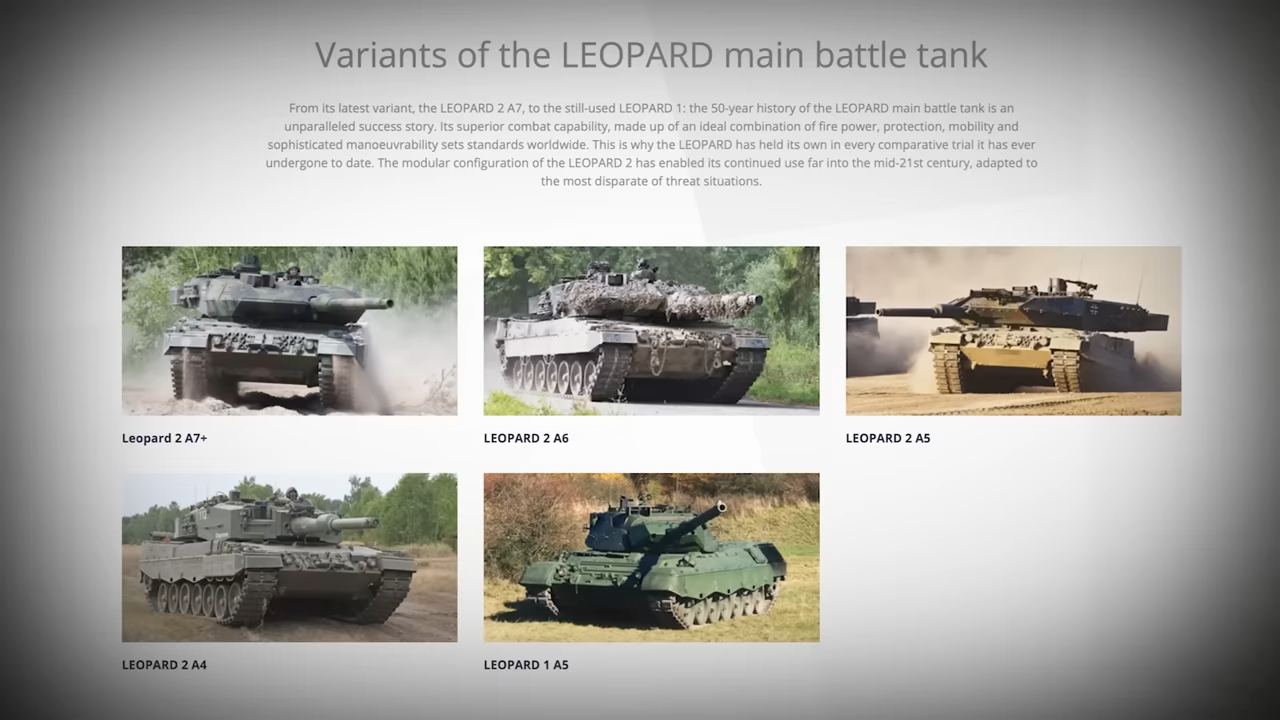 Variants of the LEOPARD main battle tank
From its latest variant, the LEOPARD 2 A7, to the still-used LEOPARD 1: the 50-year history of the LEOPARD main battle tank is an
unparalleled success story. Its superior combat capability, made up of an ideal combination of fire power, protection, mobility and
sophisticated manoeuvrability sets standards worldwide. This is why the LEOPARD has held its own in every comparative trial it has ever
undergone to date. The modular configuration of the LEOPARD 2 has enabled its continued use far into the mid-21st century, adapted to
the most disparate of threat situations.
Leopard 2 A7+
LEOPARD 2 A6
LEOPARD 2 A5
LEOPARD 2 A4
LEOPARD 1 A5